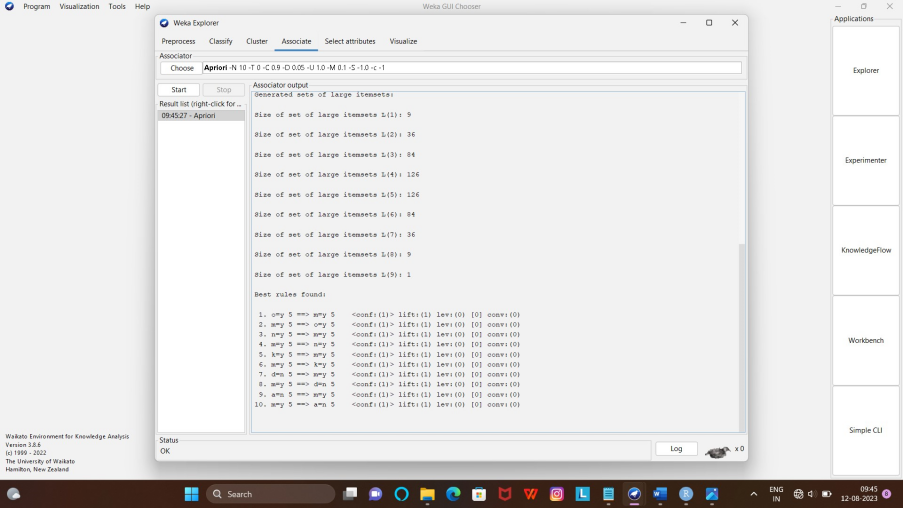 Program Visualization Tools Help
Weka GUI Chooser
Applications
Weka Explorer
Preprocess Classify Cluster Associate Select attributes Visualize
Associator
Choose Apriori -N 10 -T 0 -C 0.9 -D 0.05 -U 1.0 -M 0.1 -S -1.0 -c -1
Start Stop
Result list (right-click for ...
09:45:27 - Apriori
Associator output
Generated sets of large itemsets:
Size of set of large itemsets L(1): 9
Size of set of large itemsets L(2): 36
Size of set of large itemsets L(3): 84
Size of set of large itemsets L(4): 126
Size of set of large itemsets L(5): 126
Size of set of large itemsets L(6): 84
Size of set of large itemsets L(7): 36
Size of set of large itemsets L(8): 9
Size of set of large itemsets L(9): 1
Best rules found:
1. o=y 5 ==> m=y 5 <conf:(1)> lift:(1) lev:(0) [0] conv:(0)
2. m=y 5 ==> o=y 5 <conf:(1)> lift:(1) lev:(0) [0] conv:(0)
3. n=y 5 ==> m=y 5 <conf:(1)> lift:(1) lev:(0) [0] conv:(0)
4. m=y 5 ==> n=y 5 <conf:(1)> lift:(1) lev:(0) [0] conv:(0)
5. k=y 5 ==> m=y 5 <conf:(1)> lift:(1) lev:(0) [0] conv:(0)
6. m=y 5 ==> k=y 5 <conf:(1)> lift:(1) lev:(0) [0] conv:(0)
7. d=n 5 ==> m=y 5 <conf:(1)> lift:(1) lev:(0) [0] conv:(0)
8. m=y 5 ==> d=n 5 <conf:(1)> lift:(1) lev:(0) [0] conv:(0)
9. a=n 5 ==> m=y 5 <conf:(1)> lift:(1) lev:(0) [0] conv:(0)
10. m=y 5 ==> a=n 5 <conf:(1)> lift:(1) lev:(0) [0] conv:(0)
Status
OK
Log x 0
Explorer
Experimenter
KnowledgeFlow
Workbench
Simple CLI
Waikato Environment for Knowledge Analysis
Version 3.8.6
(c) 1999 - 2022
The University of Waikato
Hamilton, New Zealand
Search
ENG
IN
09:45
12-08-2023
8